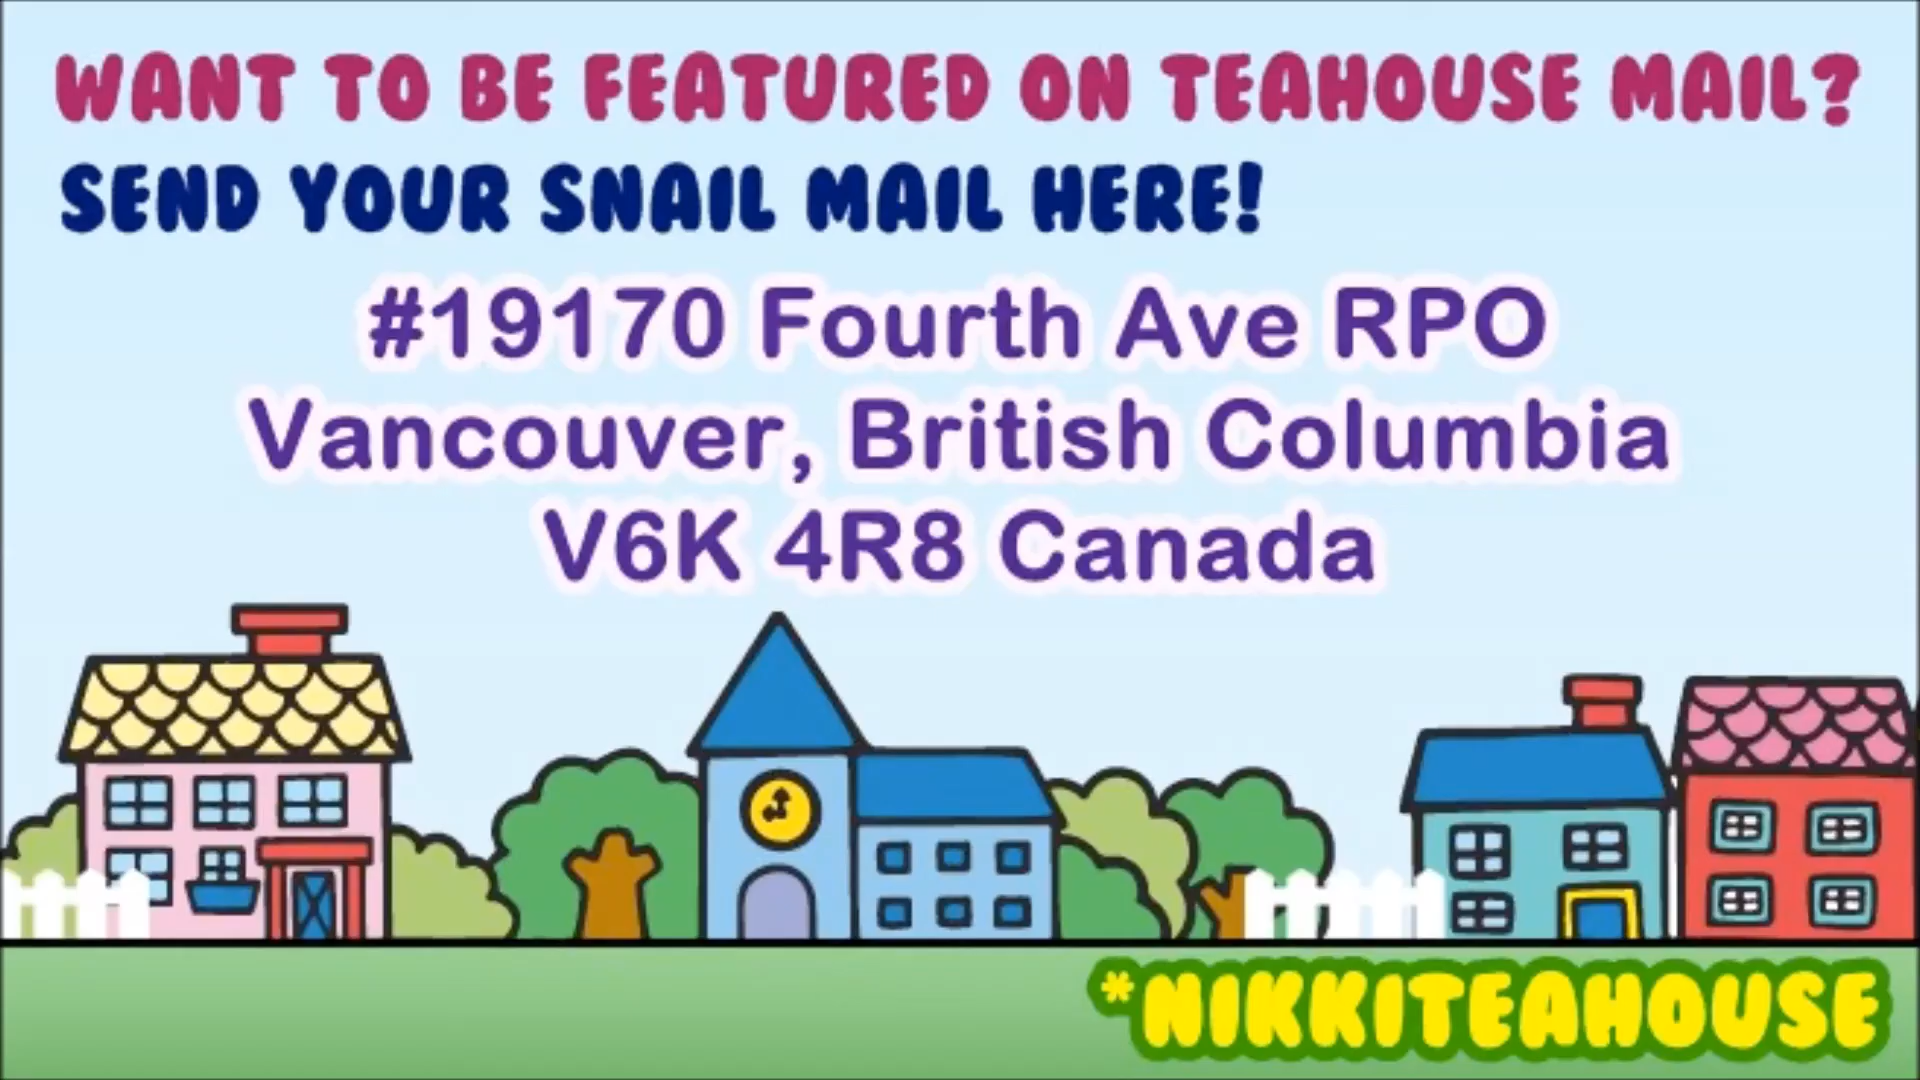 WANT TO BE FEATURED ON TEAHOUSE MAIL?
SEND YOUR SNAIL MAIL HERE!
#19170 Fourth Ave RPO
Vancouver, British Columbia
V6K 4R8 Canada
*NIKKITEAHOUSE